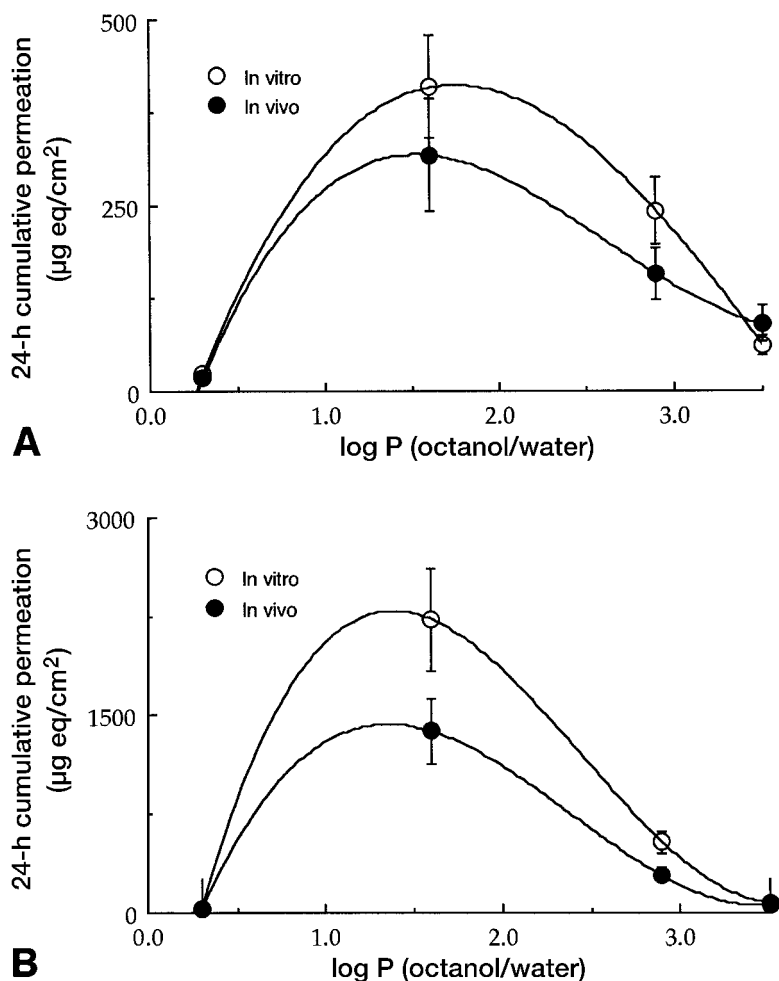 500
In vitro
In vivo
24-h cumulative permeation
(µg eq/cm²)
250
0
0.0 1.0 2.0 3.0
A
log P (octanol/water)
3000
In vitro
In vivo
24-h cumulative permeation
(µg eq/cm²)
1500
0
0.0 1.0 2.0 3.0
B
log P (octanol/water)